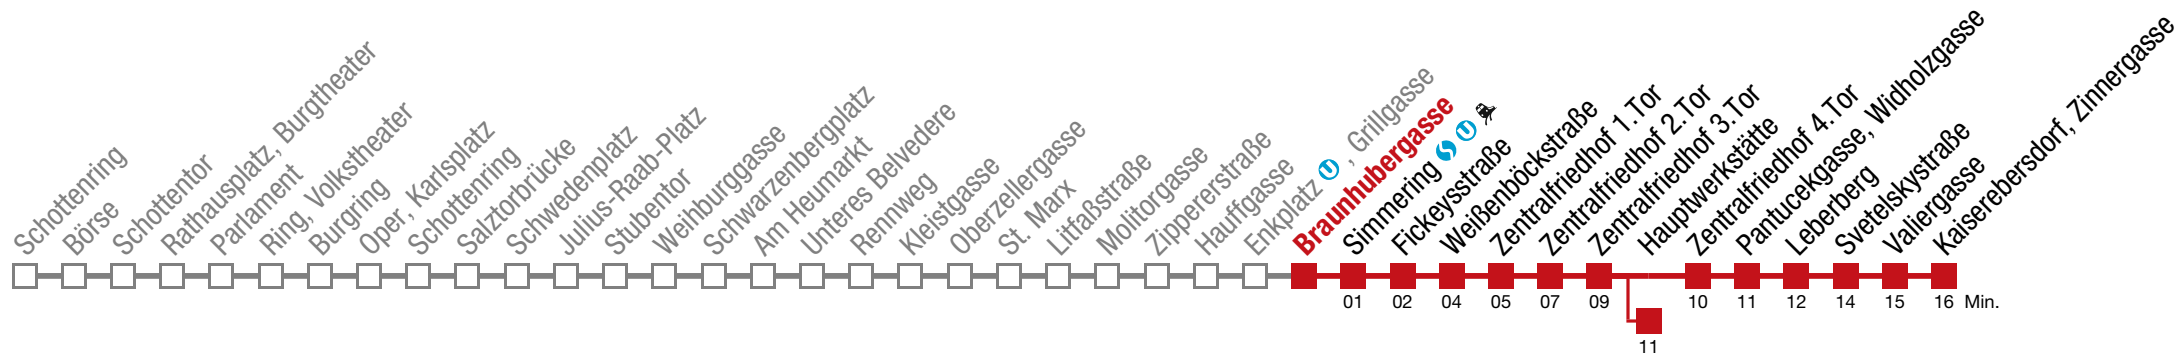 Schottenring
Börse
Schottentor
Rathausplatz, Burgtheater
Parlament
Ring, Volkstheater
Burgring
Oper, Karlsplatz
Schottenring
Salztorbrücke
Schwedenplatz
Julius-Raab-Platz
Stubentor
Weihburggasse
Schwarzenbergplatz
Am Heumarkt
Unteres Belvedere
Rennweg
Kleistgasse
Oberzellergasse
St. Marx
Litfaßstraße
Molitorgasse
Zippererstraße
Hauffgasse
Enkplatz U , Grillgasse
Braunhubergasse
Simmering S U
Fickeysstraße
Weißenböckstraße
Zentralfriedhof 1.Tor
Zentralfriedhof 2.Tor
Zentralfriedhof 3.Tor
Hauptwerkstätte
Zentralfriedhof 4.Tor
Pantucekgasse, Widholzgasse
Leberberg
Svetelskystraße
Valiergasse
Kaiserebersdorf, Zinnergasse
01 02 04 05 07 09 10 11 12 14 15 16 Min.
11